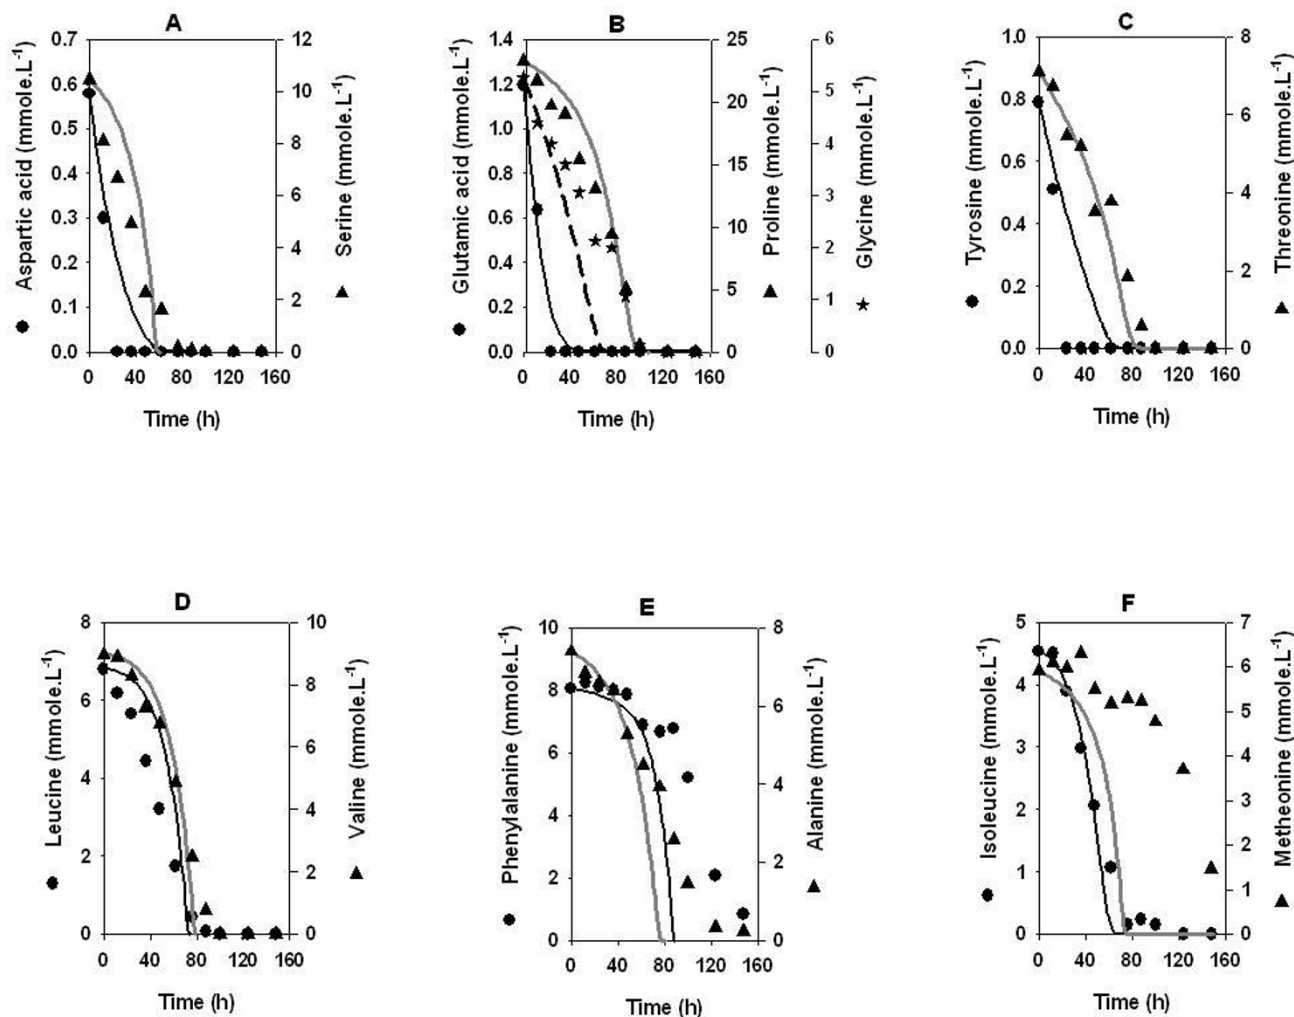 A
Aspartic acid (mmole.L-1)
0.7
0.6
0.5
0.4
0.3
0.2
0.1
0.0
12
10
8
6
4
2
0
Serine (mmole.L-1)
0 40 80 120 160
Time (h)
B
Glutamic acid (mmole.L-1)
1.4
1.2
1.0
0.8
0.6
0.4
0.2
0.0
25
20
15
10
5
0
Proline (mmole.L-1)
6
5
4
3
2
1
0
Glycine (mmole.L-1)
0 40 80 120 160
Time (h)
C
Tyrosine (mmole.L-1)
1.0
0.8
0.6
0.4
0.2
0.0
8
6
4
2
0
Threonine (mmole.L-1)
0 40 80 120 160
Time (h)
D
Leucine (mmole.L-1)
8
6
4
2
0
10
8
6
4
2
0
Valine (mmole.L-1)
0 40 80 120 160
Time (h)
E
Phenylalanine (mmole.L-1)
10
8
6
4
2
0
8
6
4
2
0
Alanine (mmole.L-1)
0 40 80 120 160
Time (h)
F
Isoleucine (mmole.L-1)
5
4
3
2
1
0
7
6
5
4
3
2
1
0
Metheonine (mmole.L-1)
0 40 80 120 160
Time (h)